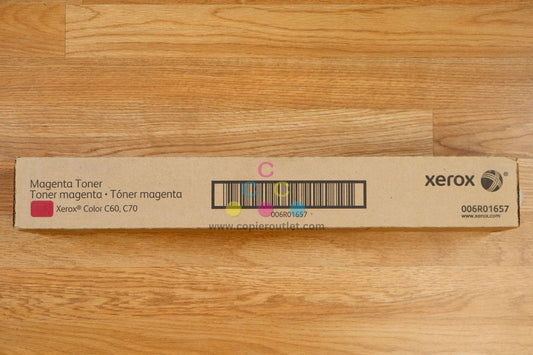 Magenta Toner
Toner magenta • Tóner magenta
Xerox® Color C60, C70
006R01657
xerox
006R01657
www.xerox.com
C
C
www.copieroutlet.com